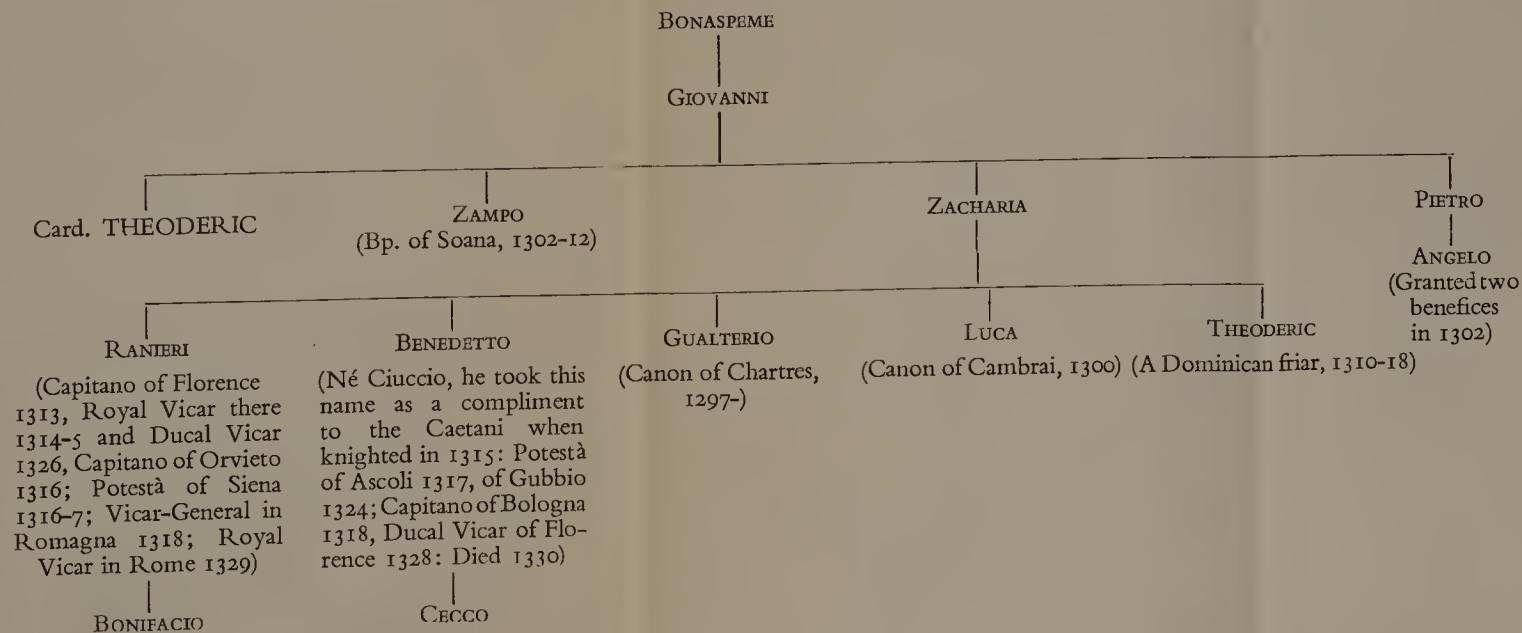 BONASPEME
GIOVANNI
Card. THEODERIC
ZAMPO
(Bp. of Soana, 1302-12)
ZACHARIA
PIETRO
ANGELO
(Granted two
benefices
in 1302)
RANIERI
(Capitano of Florence
1313, Royal Vicar there
1314-5 and Ducal Vicar
1326, Capitano of Orvieto
1316; Potestà of Siena
1316-7; Vicar-General in
Romagna 1318; Royal
Vicar in Rome 1329)
BENEDETTO
(Né Ciuccio, he took this
name as a compliment
to the Caetani when
knighted in 1315: Potestà
of Ascoli 1317, of Gubbio
1324; Capitano of Bologna
1318, Ducal Vicar of Flo-
rence 1328: Died 1330)
GUALTERIO
(Canon of Chartres,
1297-)
LUCA
(Canon of Cambrai, 1300)
THEODERIC
(A Dominican friar, 1310-18)
BONIFACIO
CECCO